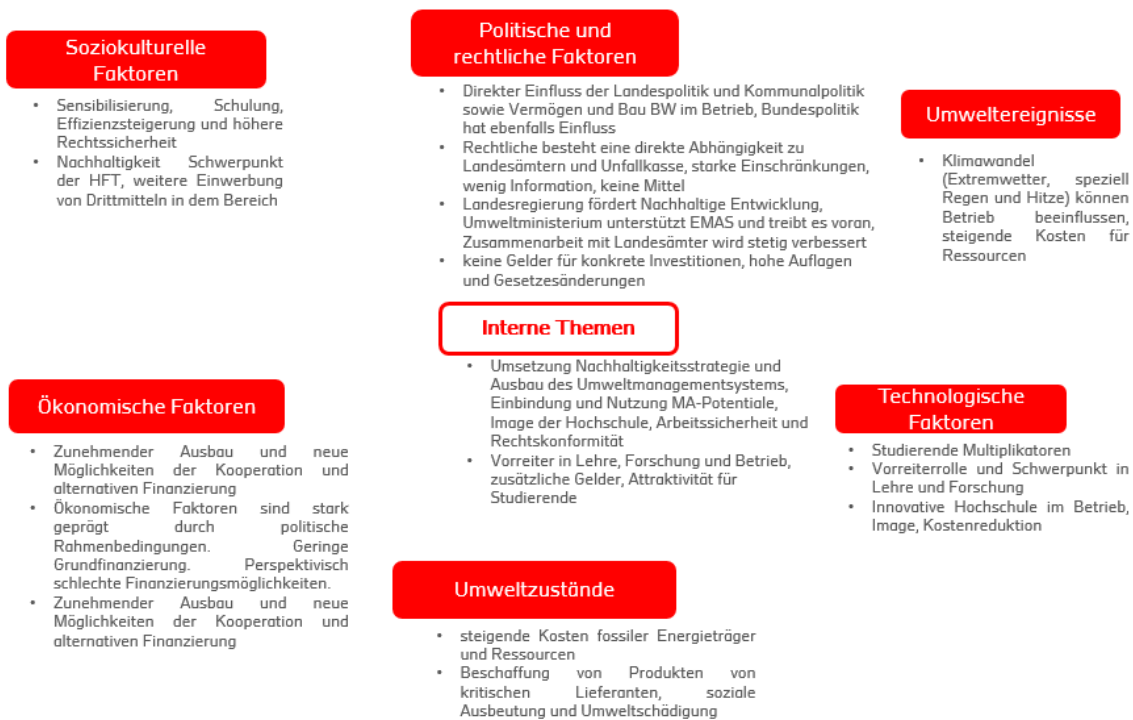 Soziokulturelle
Faktoren
• Sensibilisierung, Schulung,
Effizienzsteigerung und höhere
Rechtssicherheit
• Nachhaltigkeit Schwerpunkt
der HFT, weitere Einwerbung
von Drittmitteln in dem Bereich
Politische und
rechtliche Faktoren
• Direkter Einfluss der Landespolitik und Kommunalpolitik
sowie Vermögen und Bau BW im Betrieb, Bundespolitik
hat ebenfalls Einfluss
• Rechtliche besteht eine direkte Abhängigkeit zu
Landesämtern und Unfallkasse, starke Einschränkungen,
wenig Information, keine Mittel
• Landesregierung fördert Nachhaltige Entwicklung,
Umweltministerium unterstützt EMAS und treibt es voran,
Zusammenarbeit mit Landesämter wird stetig verbessert
• keine Gelder für konkrete Investitionen, hohe Auflagen
und Gesetzesänderungen
Umweltereignisse
• Klimawandel
(Extremwetter, speziell
Regen und Hitze) können
Betrieb beeinflussen,
steigende Kosten für
Ressourcen
Interne Themen
• Umsetzung Nachhaltigkeitsstrategie und
Ausbau des Umweltmanagementsystems,
Einbindung und Nutzung MA-Potentiale,
Image der Hochschule, Arbeitssicherheit und
Rechtskonformität
• Vorreiter in Lehre, Forschung und Betrieb,
zusätzliche Gelder, Attraktivität für
Studierende
Ökonomische Faktoren
• Zunehmender Ausbau und neue
Möglichkeiten der Kooperation und
alternativen Finanzierung
• Ökonomische Faktoren sind stark
geprägt durch politische
Rahmenbedingungen. Geringe
Grundfinanzierung. Perspektivisch
schlechte Finanzierungsmöglichkeiten.
• Zunehmender Ausbau und neue
Möglichkeiten der Kooperation und
alternativen Finanzierung
Technologische
Faktoren
• Studierende Multiplikatoren
• Vorreiterrolle und Schwerpunkt in
Lehre und Forschung
• Innovative Hochschule im Betrieb,
Image, Kostenreduktion
Umweltzustände
• steigende Kosten fossiler Energieträger
und Ressourcen
• Beschaffung von Produkten von
kritischen Lieferanten, soziale
Ausbeutung und Umweltschädigung